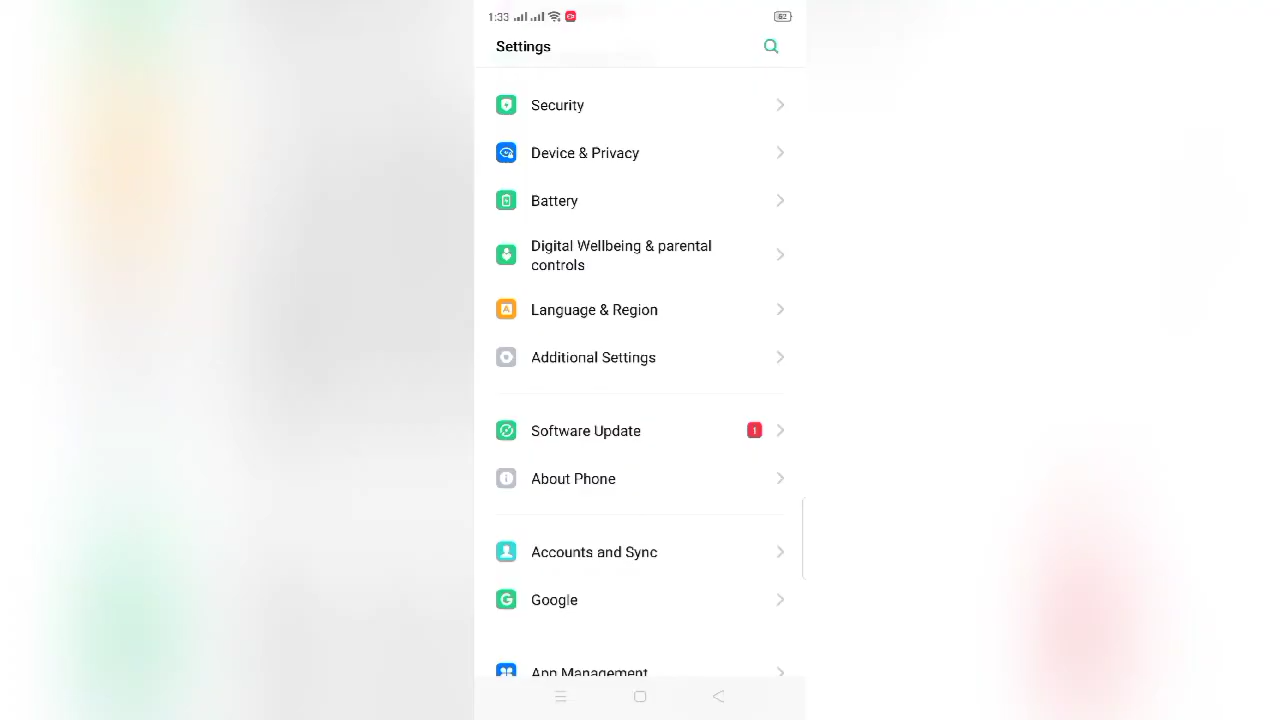 1:33
62
Settings
Security
Device & Privacy
Battery
Digital Wellbeing & parental
controls
Language & Region
Additional Settings
Software Update 1
About Phone
Accounts and Sync
Google
App Management